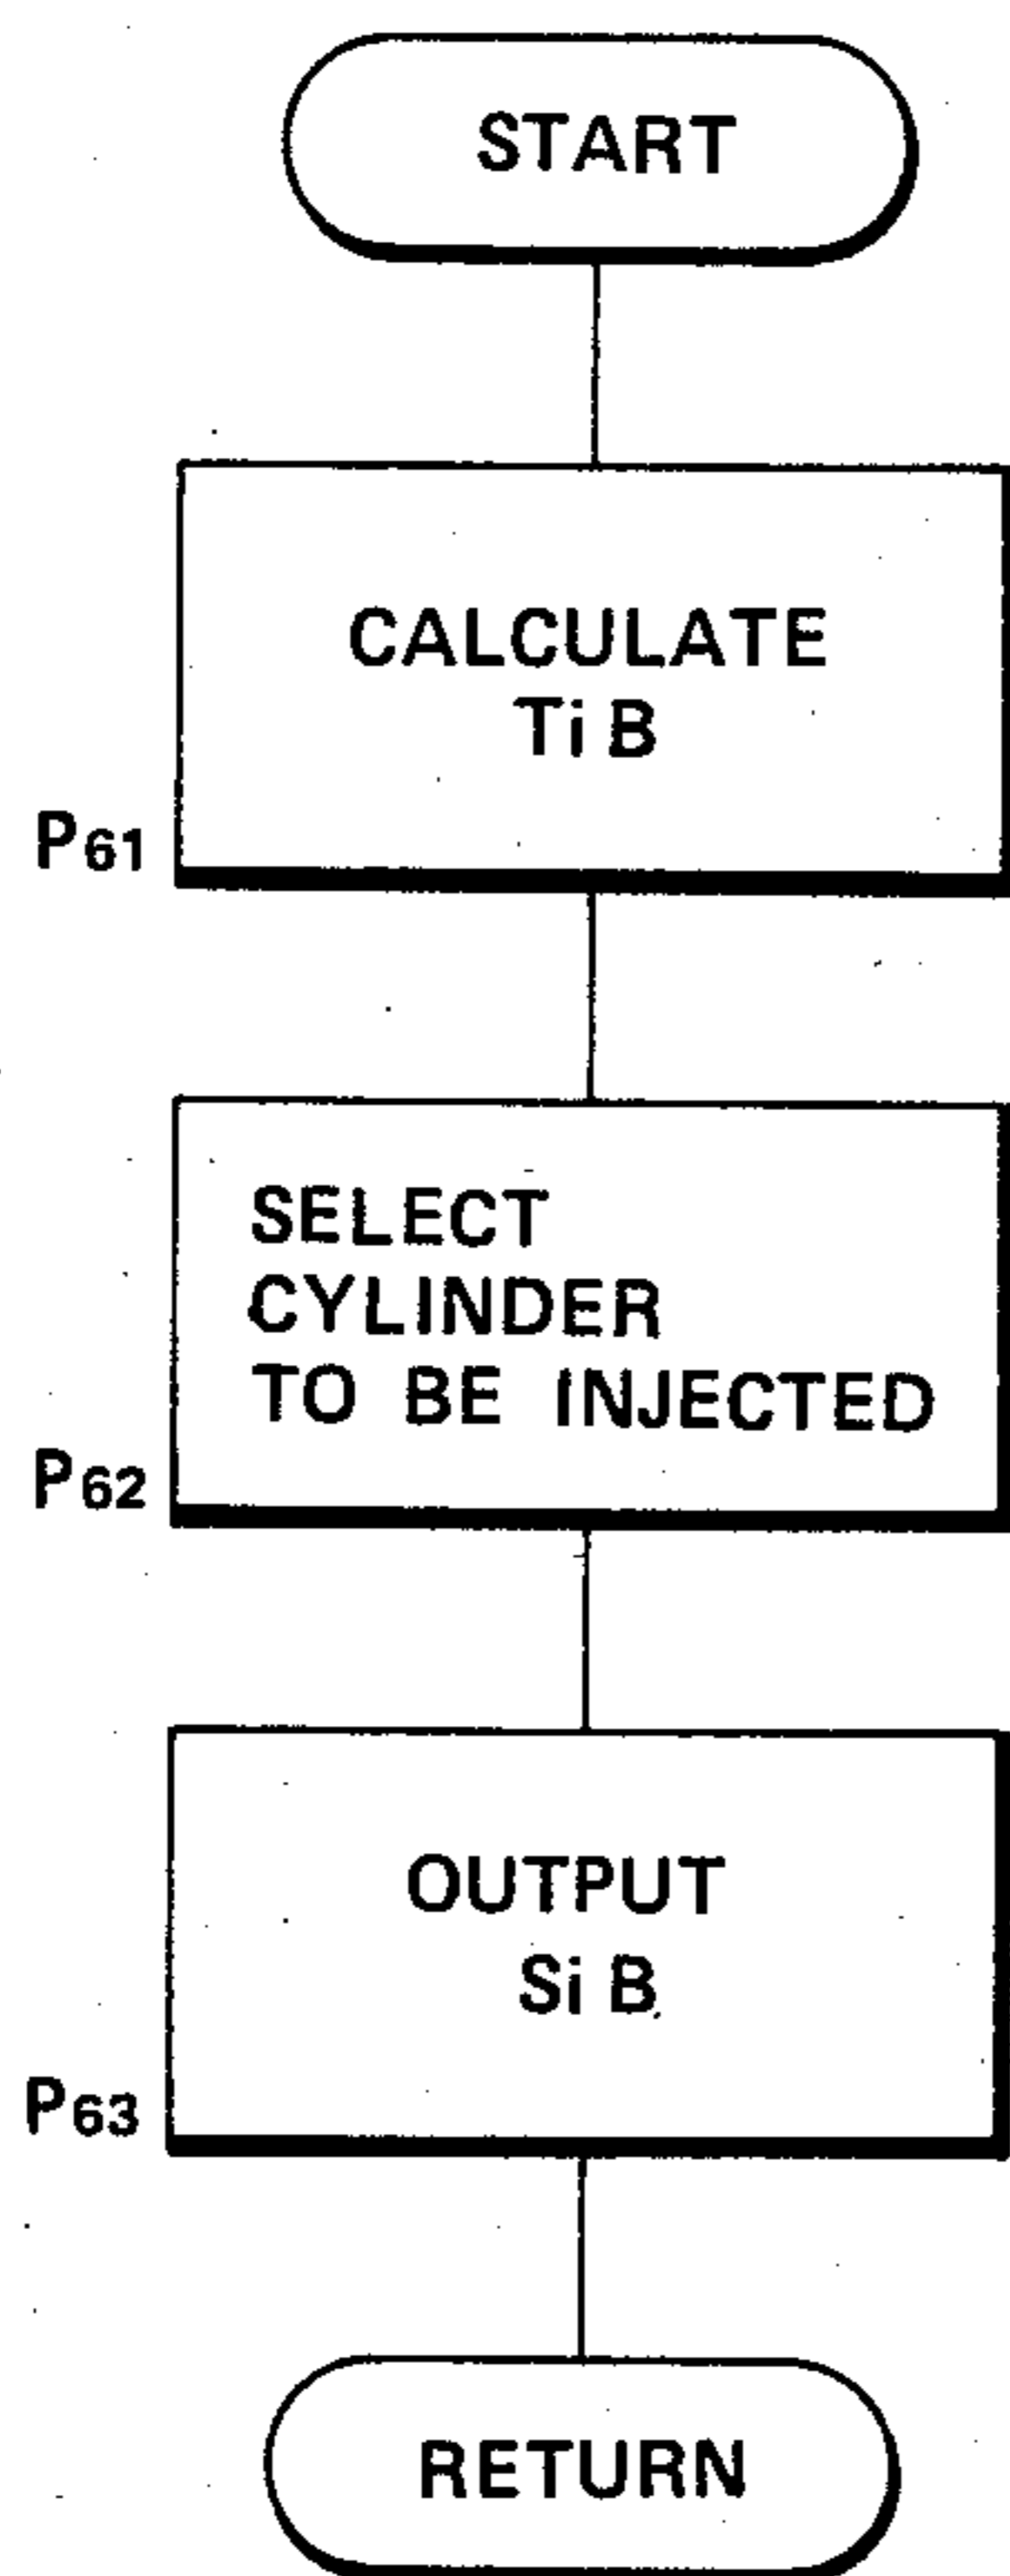 START
CALCULATE
Ti B
P61
SELECT
CYLINDER
TO BE INJECTED
P62
OUTPUT
Si B
P63
RETURN